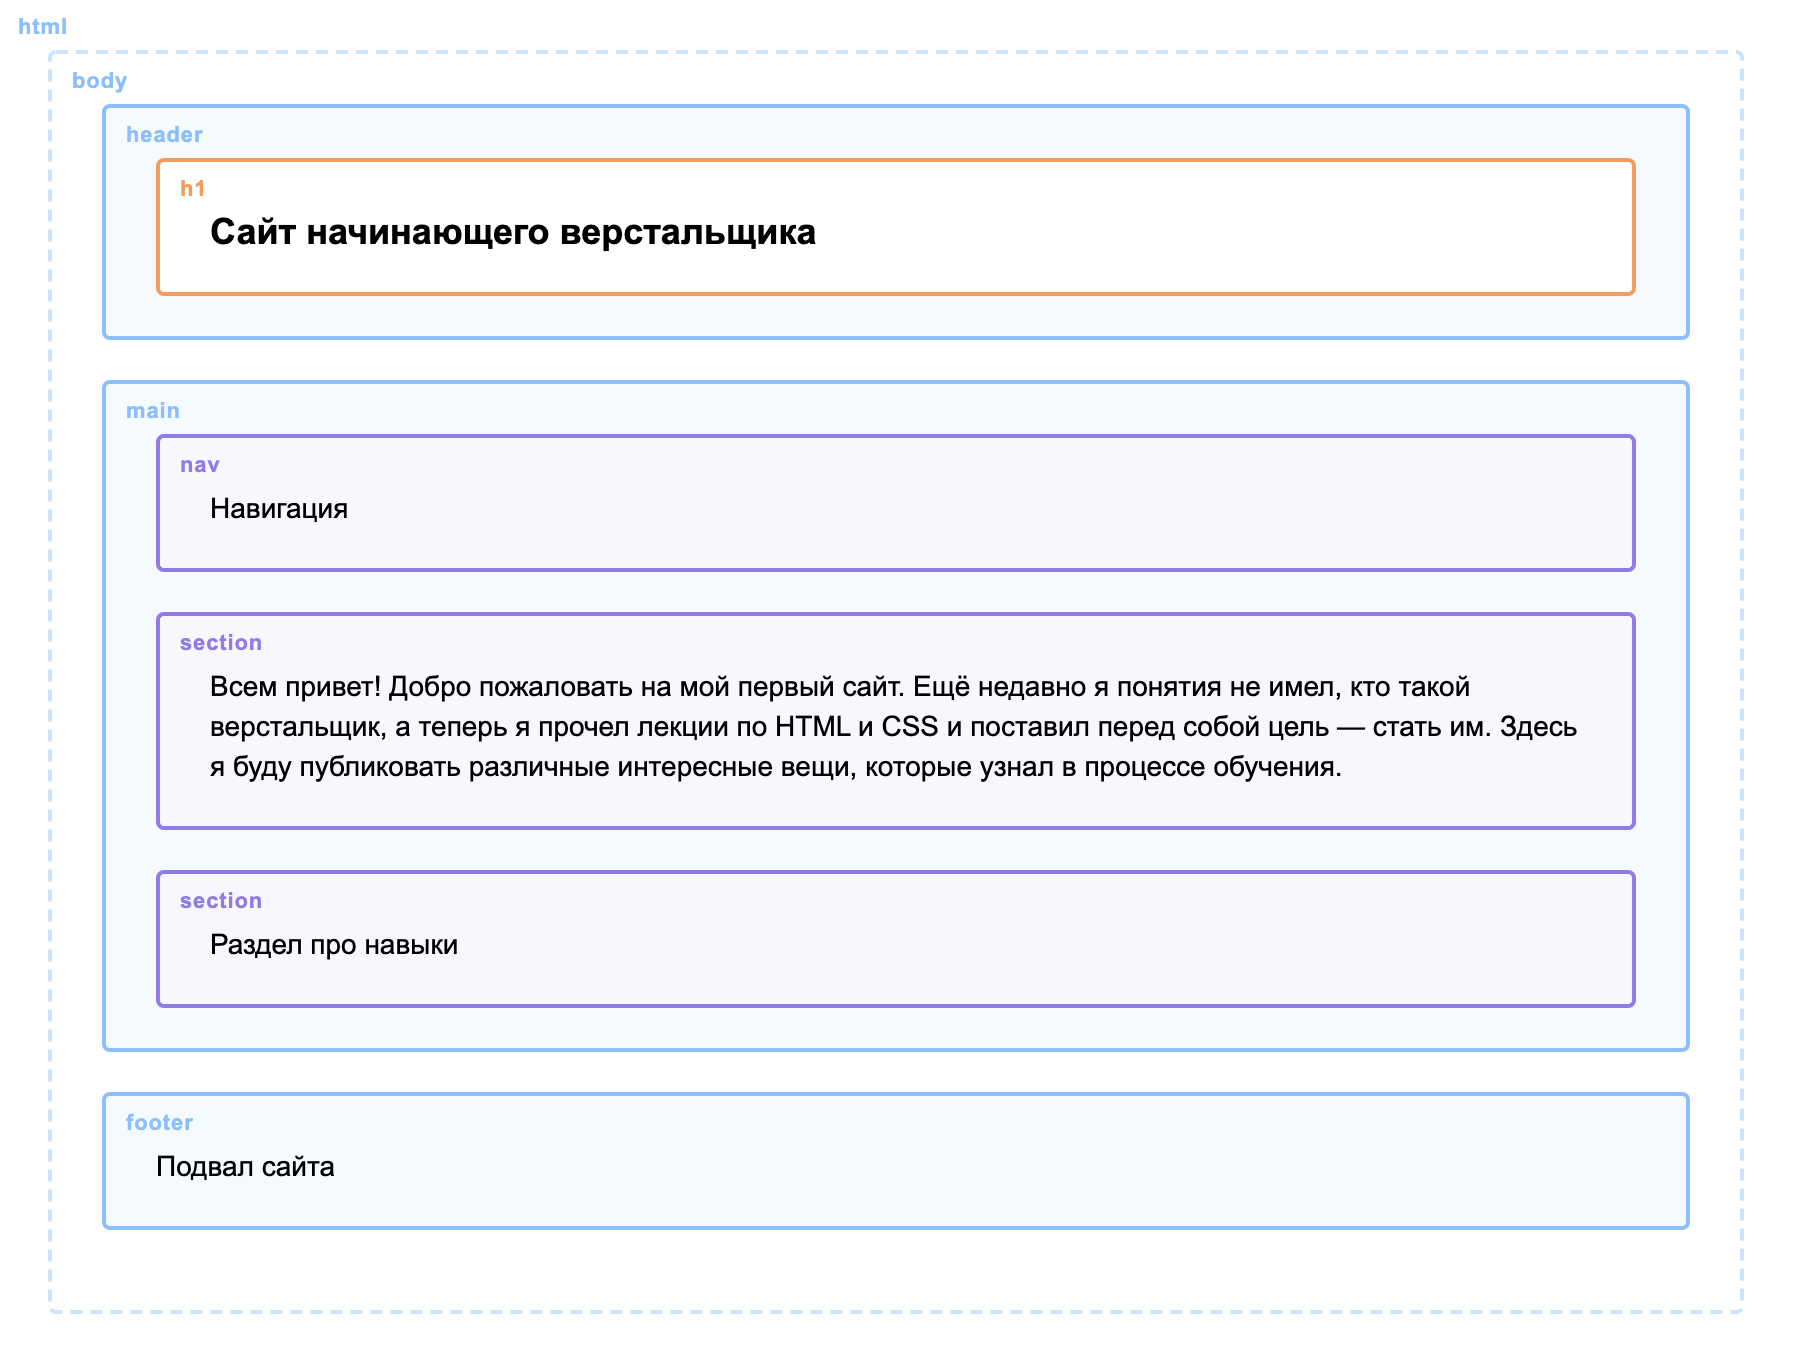 html
body
header
h1
Сайт начинающего верстальщика
main
nav
Навигация
section
Всем привет! Добро пожаловать на мой первый сайт. Ещё недавно я понятия не имел, кто такой
верстальщик, а теперь я прочел лекции по HTML и CSS и поставил перед собой цель — стать им. Здесь
я буду публиковать различные интересные вещи, которые узнал в процессе обучения.
section
Раздел про навыки
footer
Подвал сайта